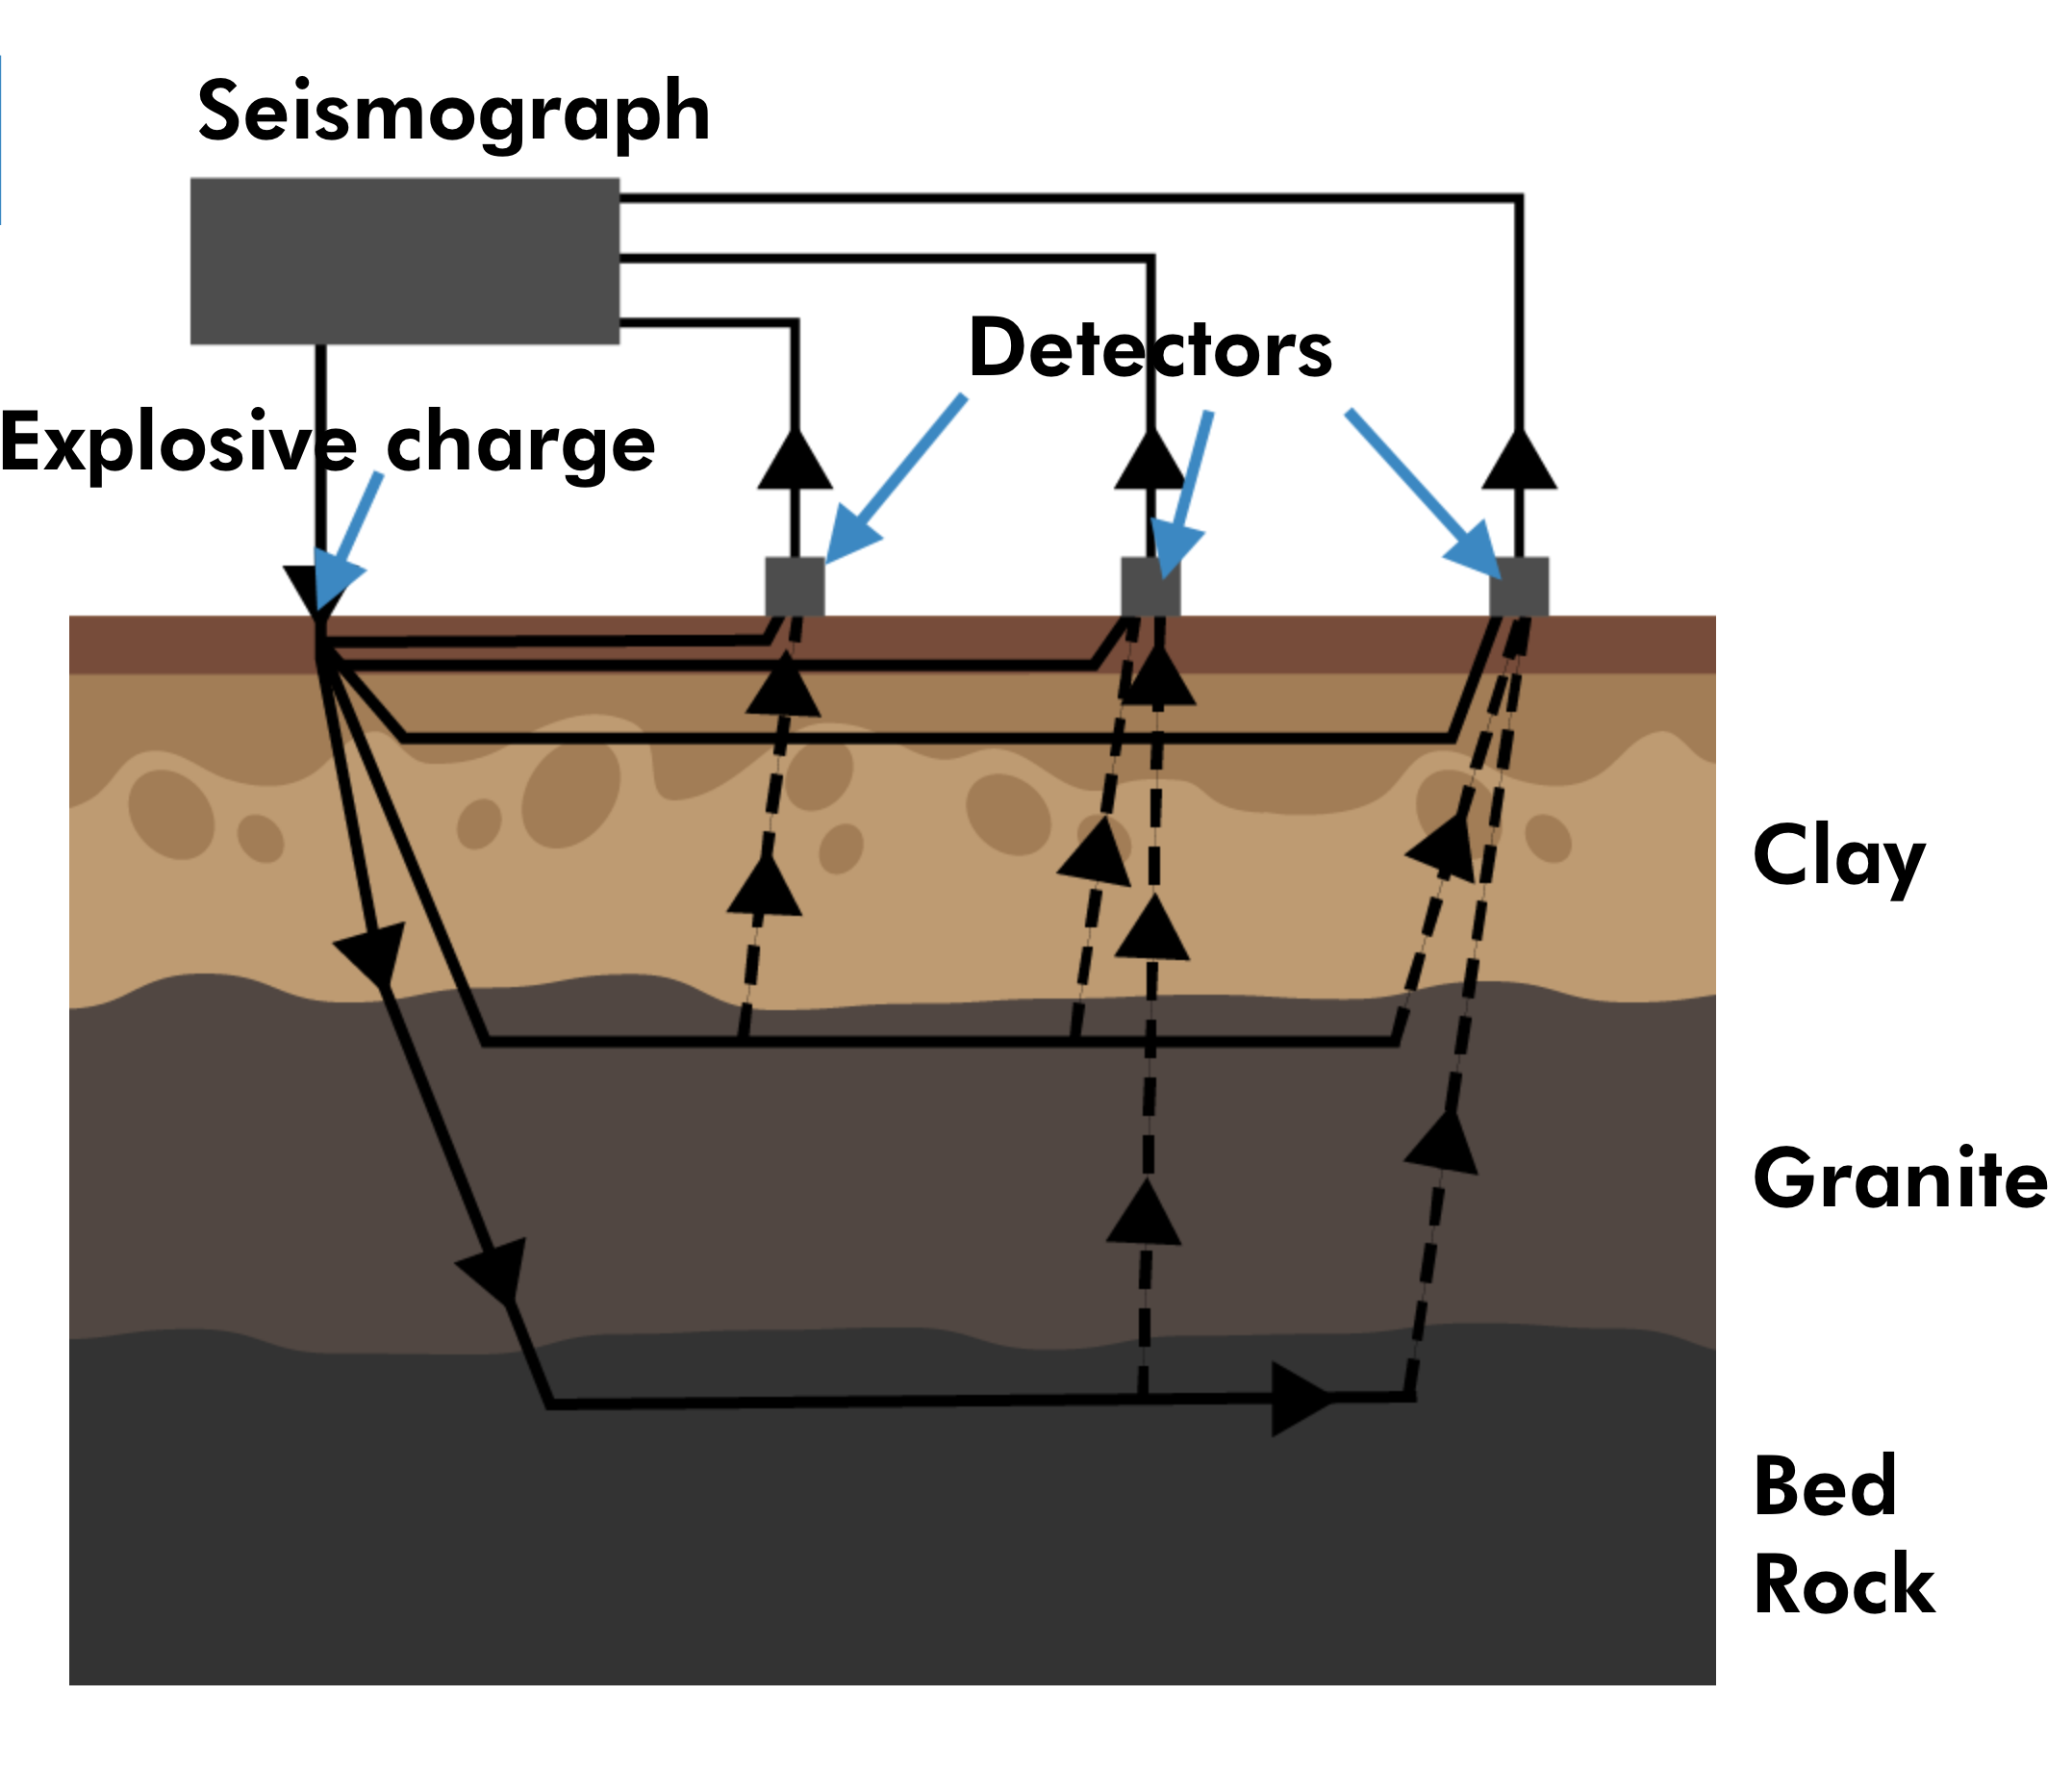 Seismograph
Detectors
Explosive charge
Clay
Granite
Bed
Rock